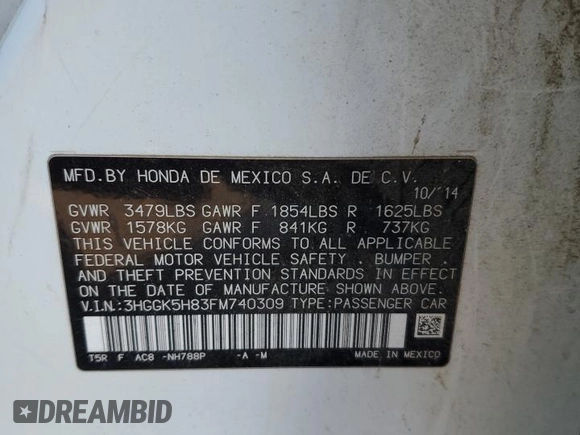 MFD.BY HONDA DE MEXICO S.A. DE C.V.
10/14
GVWR 3479LBS GAWR F 1854LBS R 1625LBS
GVWR 1578KG GAWR F 841KG R 737KG
THIS VEHICLE CONFORMS TO ALL APPLICABLE
FEDERAL MOTOR VEHICLE SAFETY . BUMPER .
AND THEFT PREVENTION STANDARDS IN EFFECT
ON THE DATE OF MANUFACTURE SHOWN ABOVE.
V.I.N.:3HGGK5H83FM740309 TYPE:PASSENGER CAR
T5R F AC8 -NH788P -A -M MADE IN MEXICO
DREAMBID